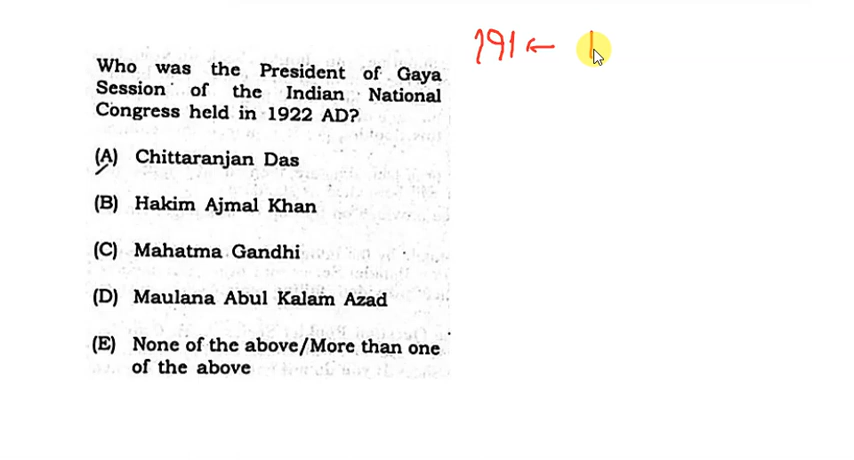 Who was the President of Gaya
Session of the Indian National
Congress held in 1922 AD?
(A) Chittaranjan Das
(B) Hakim Ajmal Khan
(C) Mahatma Gandhi
(D) Maulana Abul Kalam Azad
(E) None of the above/More than one
of the above